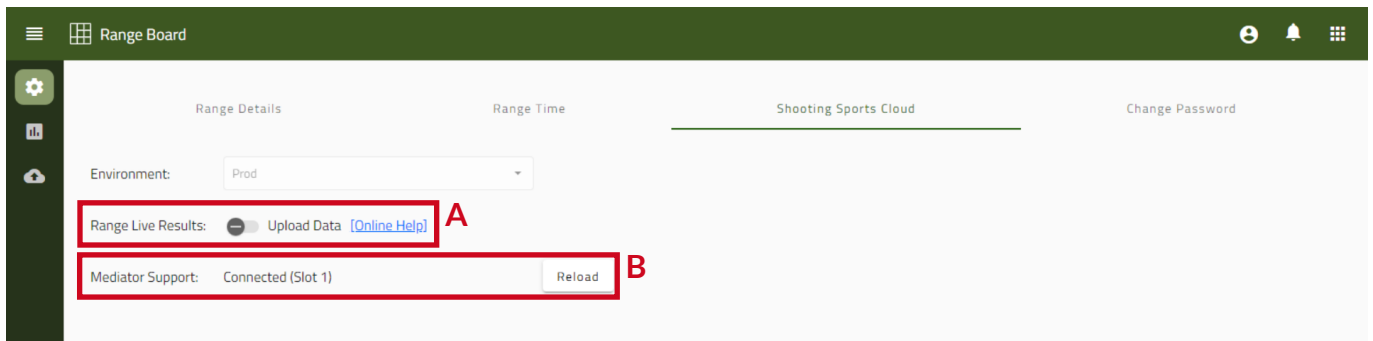 Range Board
Range Details Range Time Shooting Sports Cloud Change Password
Environment: Prod
Range Live Results: Upload Data [Online Help] A
Mediator Support: Connected (Slot 1) Reload B